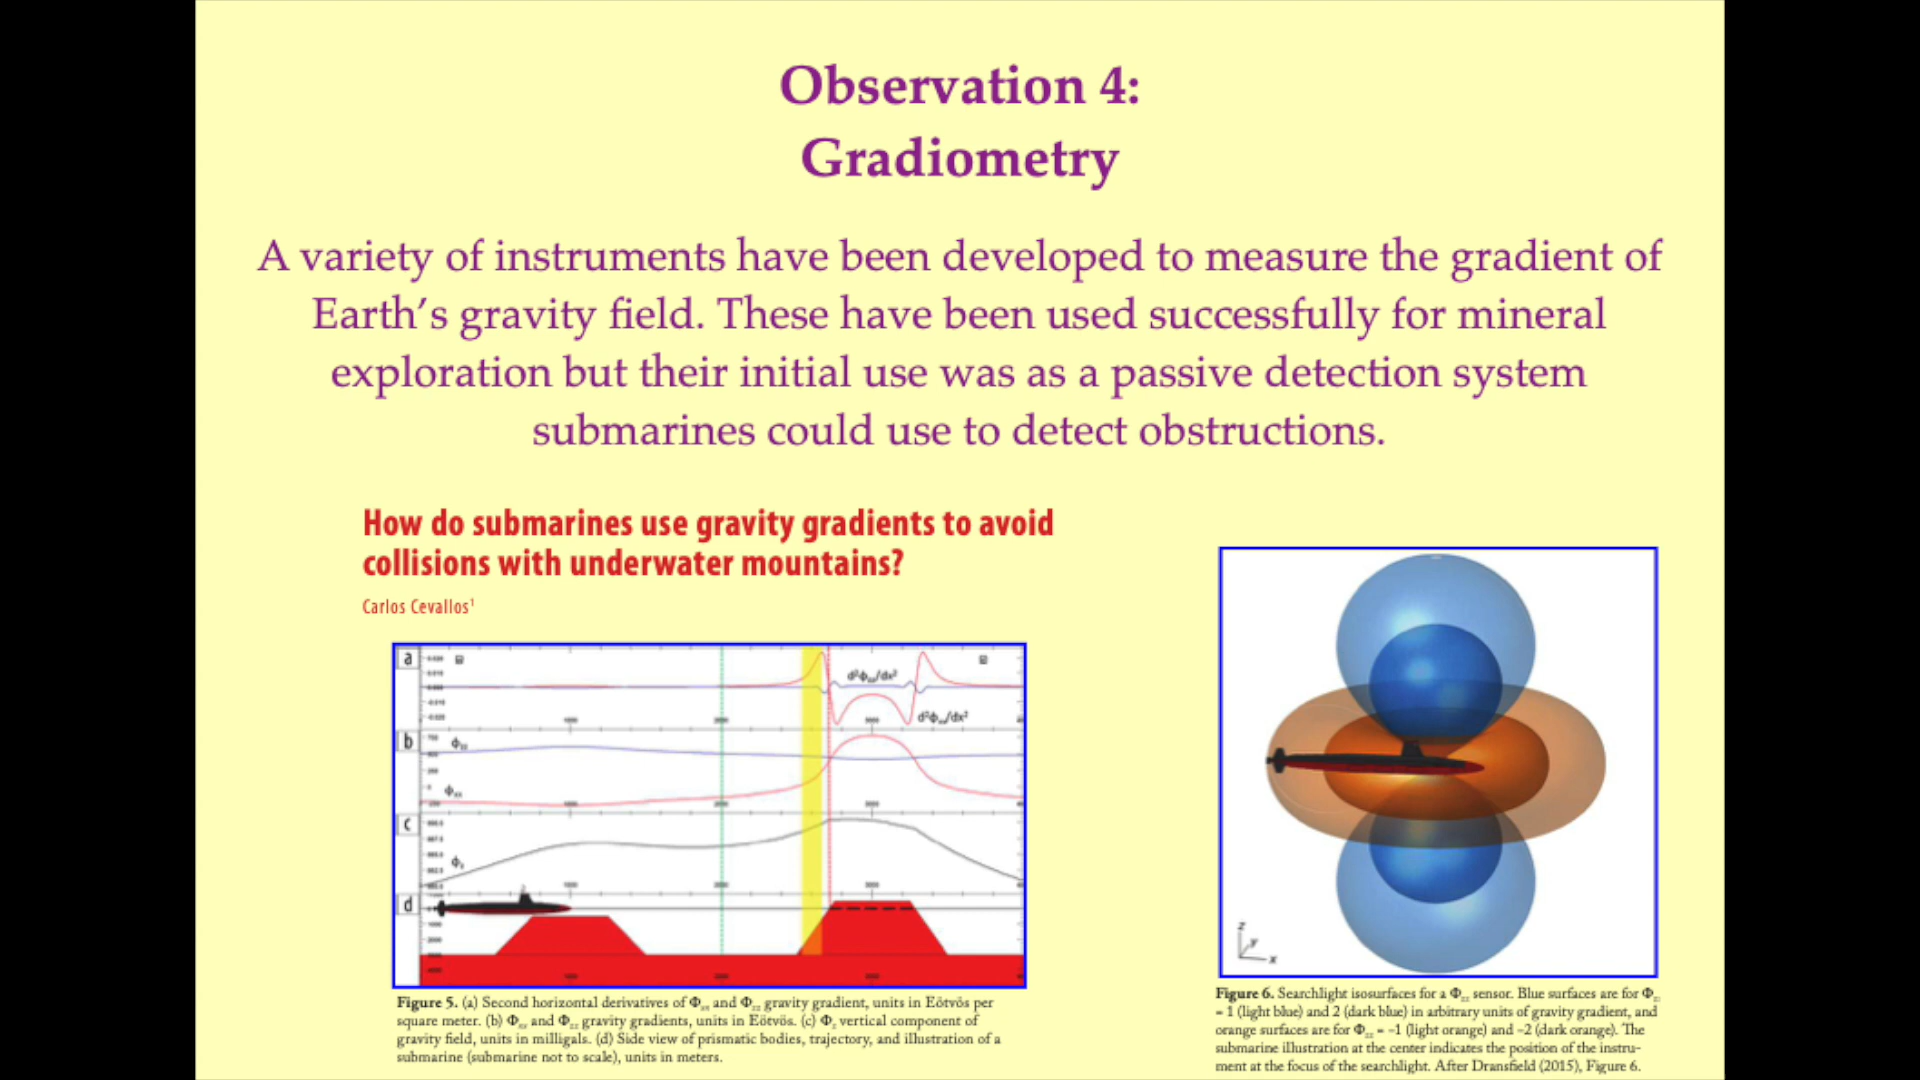 Observation 4:
Gradiometry
A variety of instruments have been developed to measure the gradient of
Earth's gravity field. These have been used successfully for mineral
exploration but their initial use was as a passive detection system
submarines could use to detect obstructions.
How do submarines use gravity gradients to avoid
collisions with underwater mountains?
Carlos Cevallos¹
a
d²Φxx/dx²
d²Φzz/dx²
b
Φzz
Φxx
c
Φz
d
Figure 5. (a) Second horizontal derivatives of Φxx and Φzz gravity gradient, units in Eötvös per
square meter. (b) Φxx and Φzz gravity gradients, units in Eötvös. (c) Φz vertical component of
gravity field, units in milligals. (d) Side view of prismatic bodies, trajectory, and illustration of a
submarine (submarine not to scale), units in meters.
z
y
x
Figure 6. Searchlight isosurfaces for a Φzz sensor. Blue surfaces are for Φzz
= 1 (light blue) and 2 (dark blue) in arbitrary units of gravity gradient, and
orange surfaces are for Φzz = −1 (light orange) and −2 (dark orange). The
submarine illustration at the center indicates the position of the instru-
ment at the focus of the searchlight. After Dransfield (2015), Figure 6.